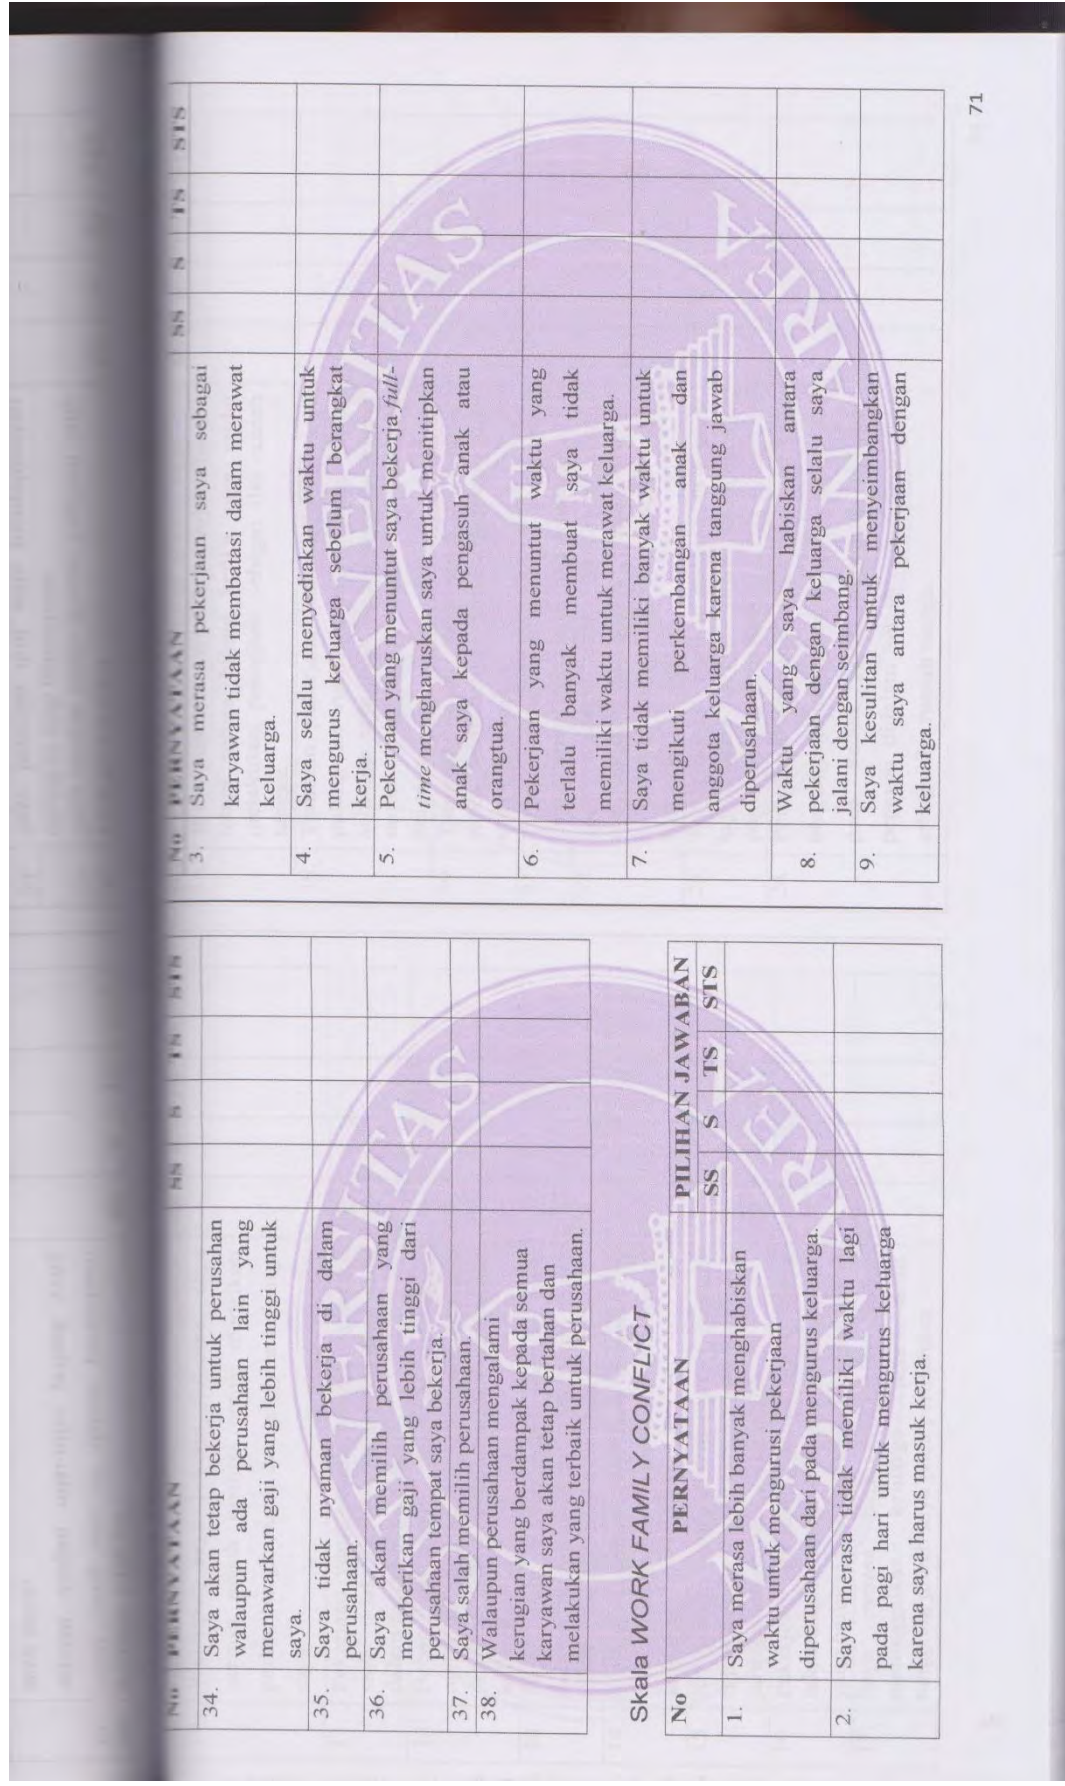 No PERNYATAAN SS S TS STS
34. Saya akan tetap bekerja untuk perusahan
walaupun ada perusahaan lain yang
menawarkan gaji yang lebih tinggi untuk
saya.
35. Saya tidak nyaman bekerja di dalam
perusahaan.
36. Saya akan memilih perusahaan yang
memberikan gaji yang lebih tinggi dari
perusahaan tempat saya bekerja.
37. Saya salah memilih perusahaan.
38. Walaupun perusahaan mengalami
kerugian yang berdampak kepada semua
karyawan saya akan tetap bertahan dan
melakukan yang terbaik untuk perusahaan.
Skala WORK FAMILY CONFLICT
No PERNYATAAN PILIHAN JAWABAN
SS S TS STS
1. Saya merasa lebih banyak menghabiskan
waktu untuk mengurusi pekerjaan
diperusahaan dari pada mengurus keluarga.
2. Saya merasa tidak memiliki waktu lagi
pada pagi hari untuk mengurus keluarga
karena saya harus masuk kerja.
No PERNYATAAN SS S TS STS
3. Saya merasa pekerjaan saya sebagai
karyawan tidak membatasi dalam merawat
keluarga.
4. Saya selalu menyediakan waktu untuk
mengurus keluarga sebelum berangkat
kerja.
5. Pekerjaan yang menuntut saya bekerja full-
time mengharuskan saya untuk menitipkan
anak saya kepada pengasuh anak atau
orangtua.
6. Pekerjaan yang menuntut waktu yang
terlalu banyak membuat saya tidak
memiliki waktu untuk merawat keluarga.
7. Saya tidak memiliki banyak waktu untuk
mengikuti perkembangan anak dan
anggota keluarga karena tanggung jawab
diperusahaan.
8. Waktu yang saya habiskan antara
pekerjaan dengan keluarga selalu saya
jalani dengan seimbang.
9. Saya kesulitan untuk menyeimbangkan
waktu saya antara pekerjaan dengan
keluarga.
71
UNIVERSITAS
MEDAN AREA